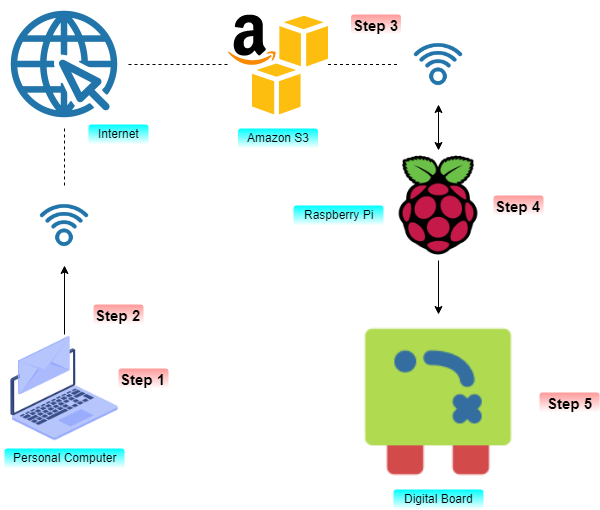 Step 3
Internet
Amazon S3
Raspberry Pi
Step 4
Step 2
Step 1
Step 5
Personal Computer
Digital Board